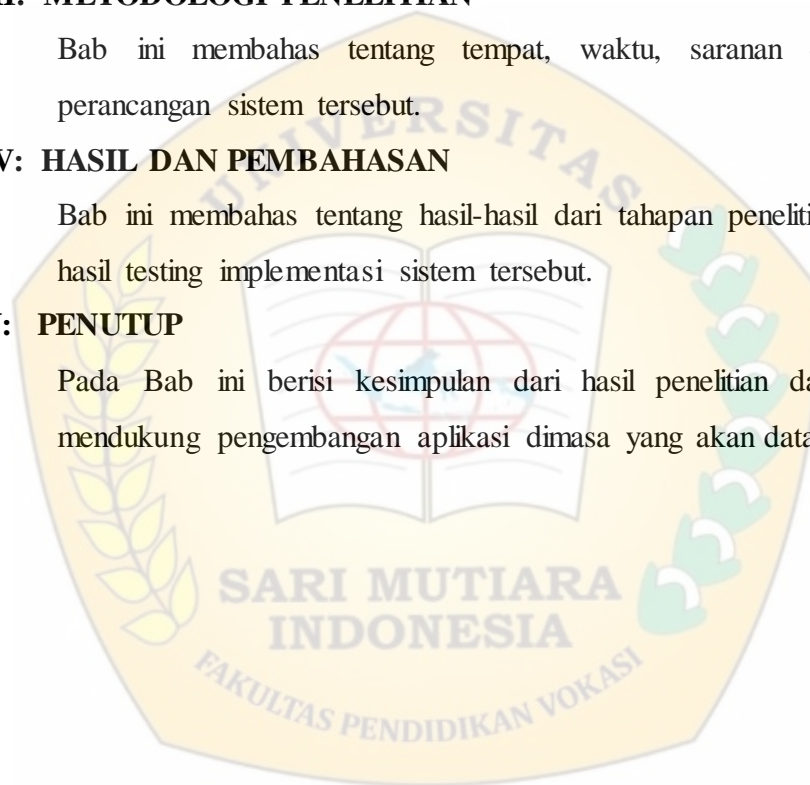 METODOLOGI PENELITIAN
Bab ini membahas tentang tempat, waktu, saranan
perancangan sistem tersebut.
V: HASIL DAN PEMBAHASAN
Bab ini membahas tentang hasil-hasil dari tahapan peneliti
hasil testing implementasi sistem tersebut.
: PENUTUP
Pada Bab ini berisi kesimpulan dari hasil penelitian da
mendukung pengembangan aplikasi dimasa yang akan data
UNIVERSITAS
SARI MUTIARA
INDONESIA
FAKULTAS PENDIDIKAN VOKASI